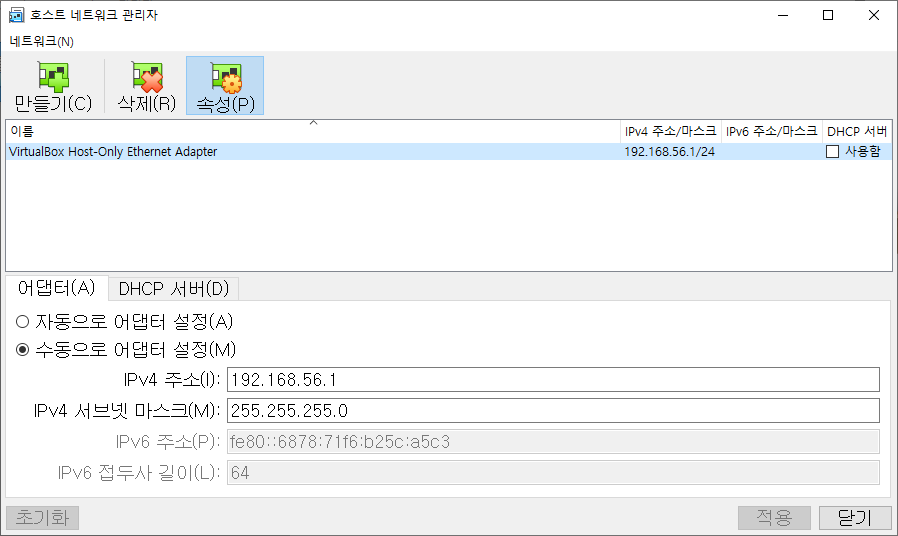 호스트 네트워크 관리자
네트워크(N)
만들기(C) 삭제(R) 속성(P)
이름 IPv4 주소/마스크 IPv6 주소/마스크 DHCP 서버
VirtualBox Host-Only Ethernet Adapter 192.168.56.1/24 사용함
어댑터(A) DHCP 서버(D)
자동으로 어댑터 설정(A)
수동으로 어댑터 설정(M)
IPv4 주소(I): 192.168.56.1
IPv4 서브넷 마스크(M): 255.255.255.0
IPv6 주소(P): fe80::6878:71f6:b25c:a5c3
IPv6 접두사 길이(L): 64
초기화 적용 닫기